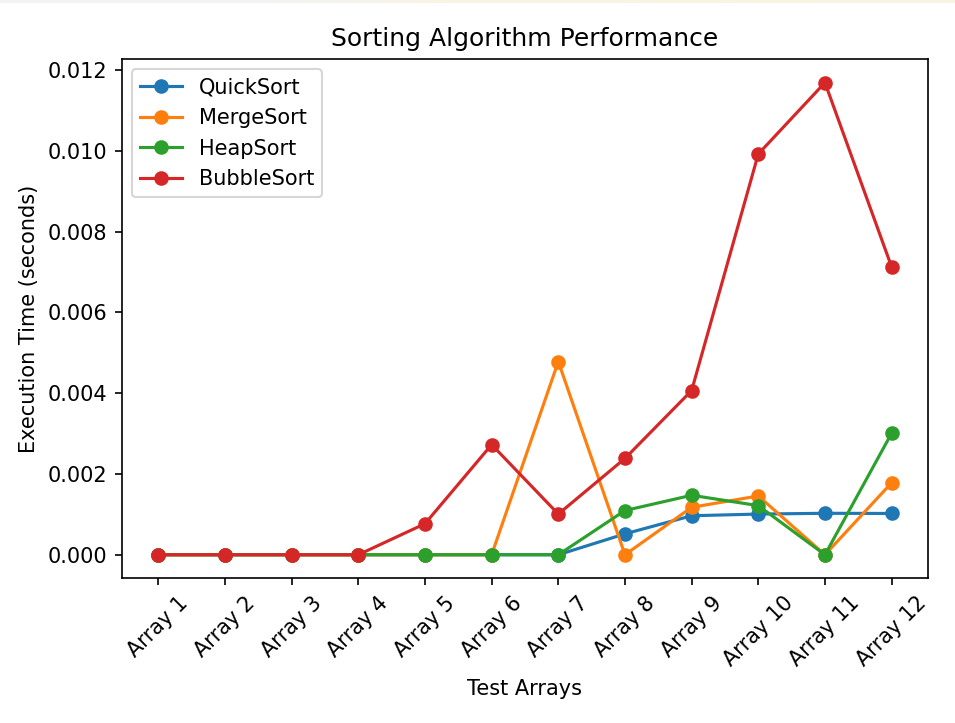 Sorting Algorithm Performance
QuickSort
MergeSort
HeapSort
BubbleSort
Execution Time (seconds)
0.012
0.010
0.008
0.006
0.004
0.002
0.000
Array 1
Array 2
Array 3
Array 4
Array 5
Array 6
Array 7
Array 8
Array 9
Array 10
Array 11
Array 12
Test Arrays